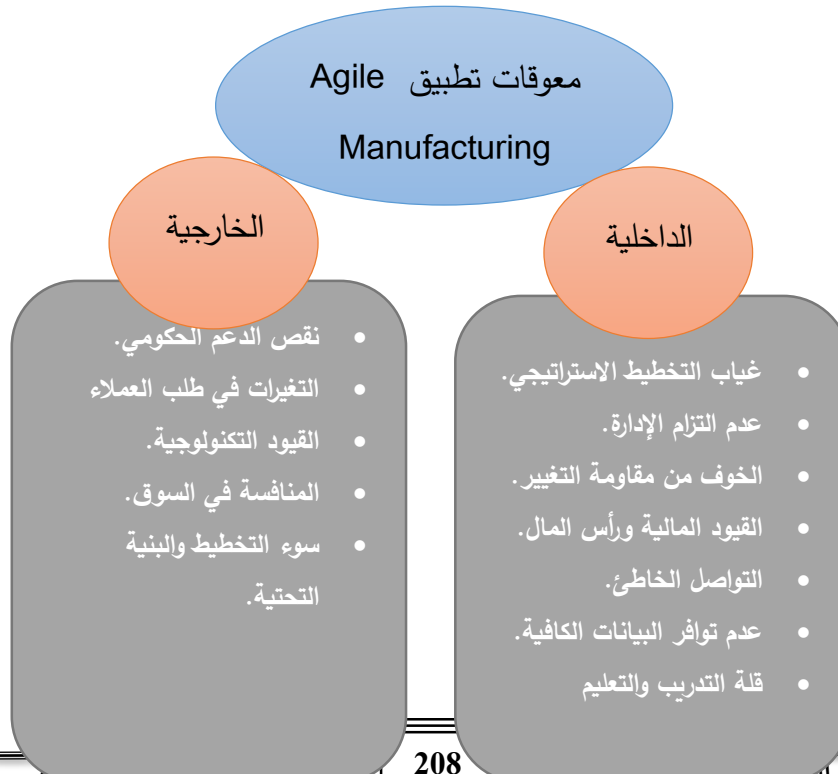 معوقات تطبيق Agile
Manufacturing
الداخلية
غياب التخطيط الاستراتيجي.
عدم التزام الإدارة.
الخوف من مقاومة التغيير.
القيود المالية ورأس المال.
التواصل الخاطئ.
عدم توافر البيانات الكافية.
قلة التدريب والتعليم
الخارجية
نقص الدعم الحكومي.
التغيرات في طلب العملاء
القيود التكنولوجية.
المنافسة في السوق.
سوء التخطيط والبنية
التحتية.
208